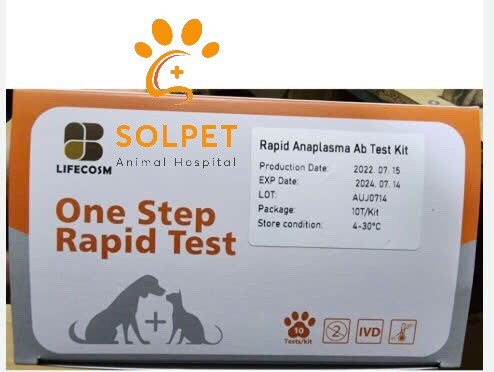 SOLPET
Animal Hospital
LIFECOSM
One Step
Rapid Test
Rapid Anaplasma Ab Test Kit
Production Date: 2022. 07. 15
EXP Date: 2024. 07. 14
LOT: AUJ0714
Package: 10T/Kit
Store condition: 4-30°C
10
Tests/kit
2
IVD